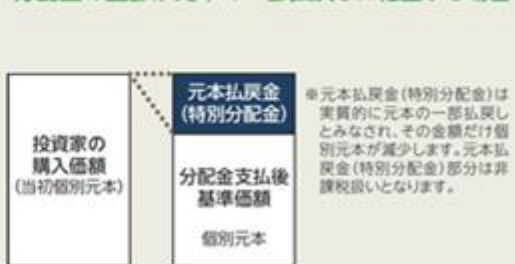 元本払戻金
(特別分配金)
※元本払戻金(特別分配金)は
実質的に元本の一部払戻し
とみなされ、その金額だけ個
別元本が減少します。元本払
戻金(特別分配金)部分は非
課税扱いとなります。
投資家の
購入価額
(当初個別元本)
分配金支払後
基準価額
個別元本